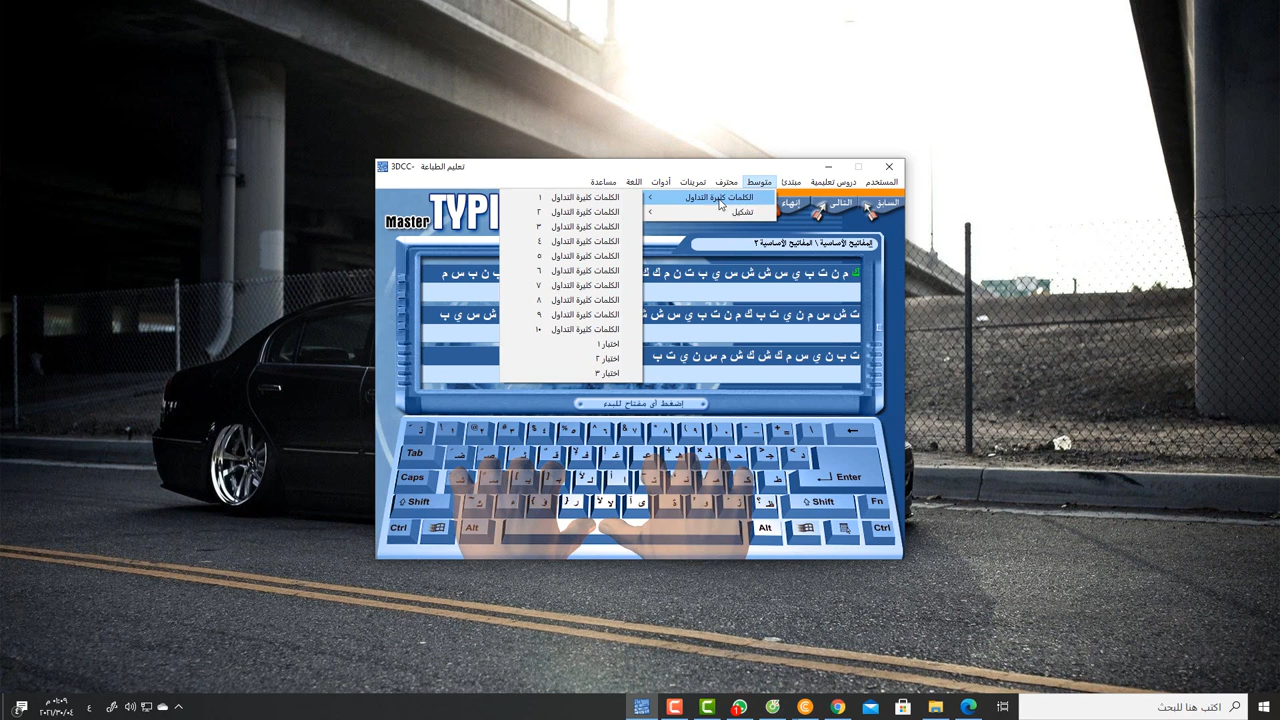 3DCC- تعليم الطباعة
المستخدم دروس تعليمية مبتدئ متوسط محترف تمرينات أدوات اللغة مساعدة
الكلمات كثيرة التداول
تشكيل
الكلمات كثيرة التداول ١
الكلمات كثيرة التداول ٢
الكلمات كثيرة التداول ٣
الكلمات كثيرة التداول ٤
الكلمات كثيرة التداول ٥
الكلمات كثيرة التداول ٦
الكلمات كثيرة التداول ٧
الكلمات كثيرة التداول ٨
الكلمات كثيرة التداول ٩
الكلمات كثيرة التداول ١٠
اختبار ١
اختبار ٢
اختبار ٣
السابق التالى انهاء
Master TYPI
المفاتيح الأساسية \ المفاتيح الأساسية ٢
ك م ن ت ب ي س ش ش س ي ب ت ن م ك ك
ب ن ب س م
ت ش س م ن ي ت ب ك م ن ت ب ي س ش
ش س ي ب
ت ب ن ي س م ك ش ك ش م س ن ي ت ب
إضغط أى مفتاح للبدء
Tab
Caps Enter
Shift Shift Fn
Ctrl Alt Alt Ctrl
اكتب هنا للبحث
ع